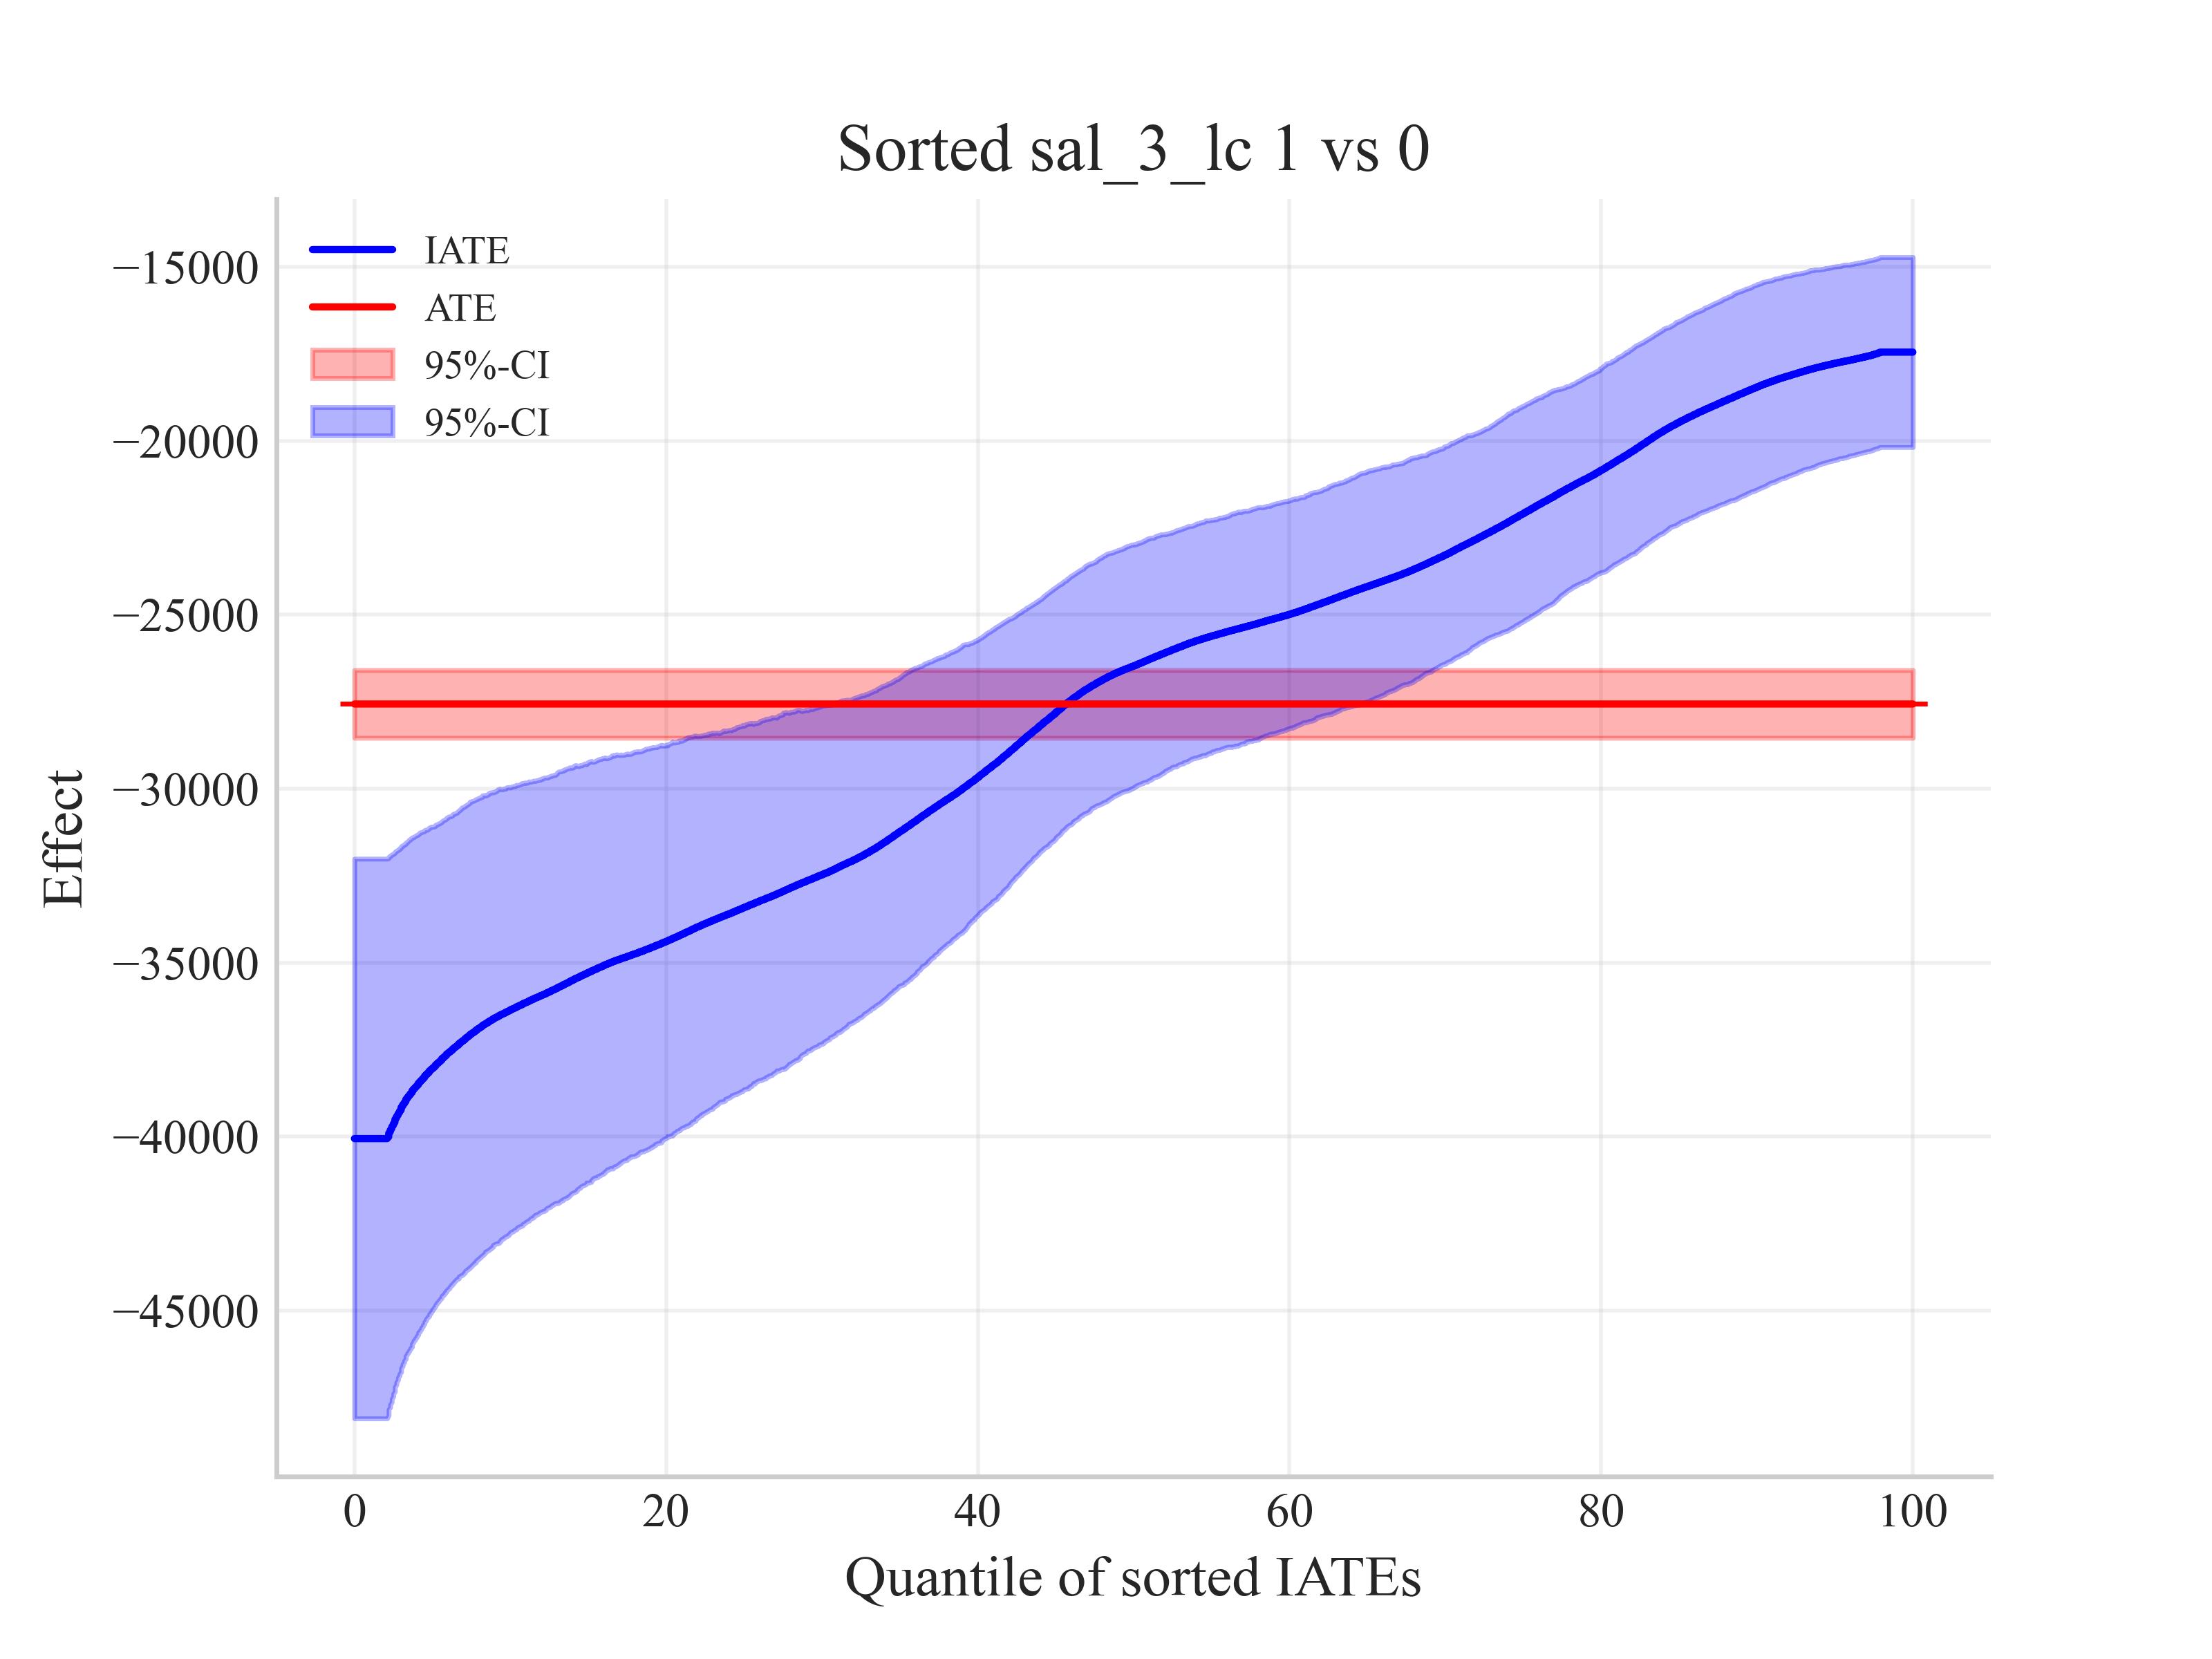 Sorted sal_3_lc 1 vs 0
IATE
ATE
95%-CI
95%-CI
−15000
−20000
−25000
−30000
−35000
−40000
−45000
Effect
0 20 40 60 80 100
Quantile of sorted IATEs